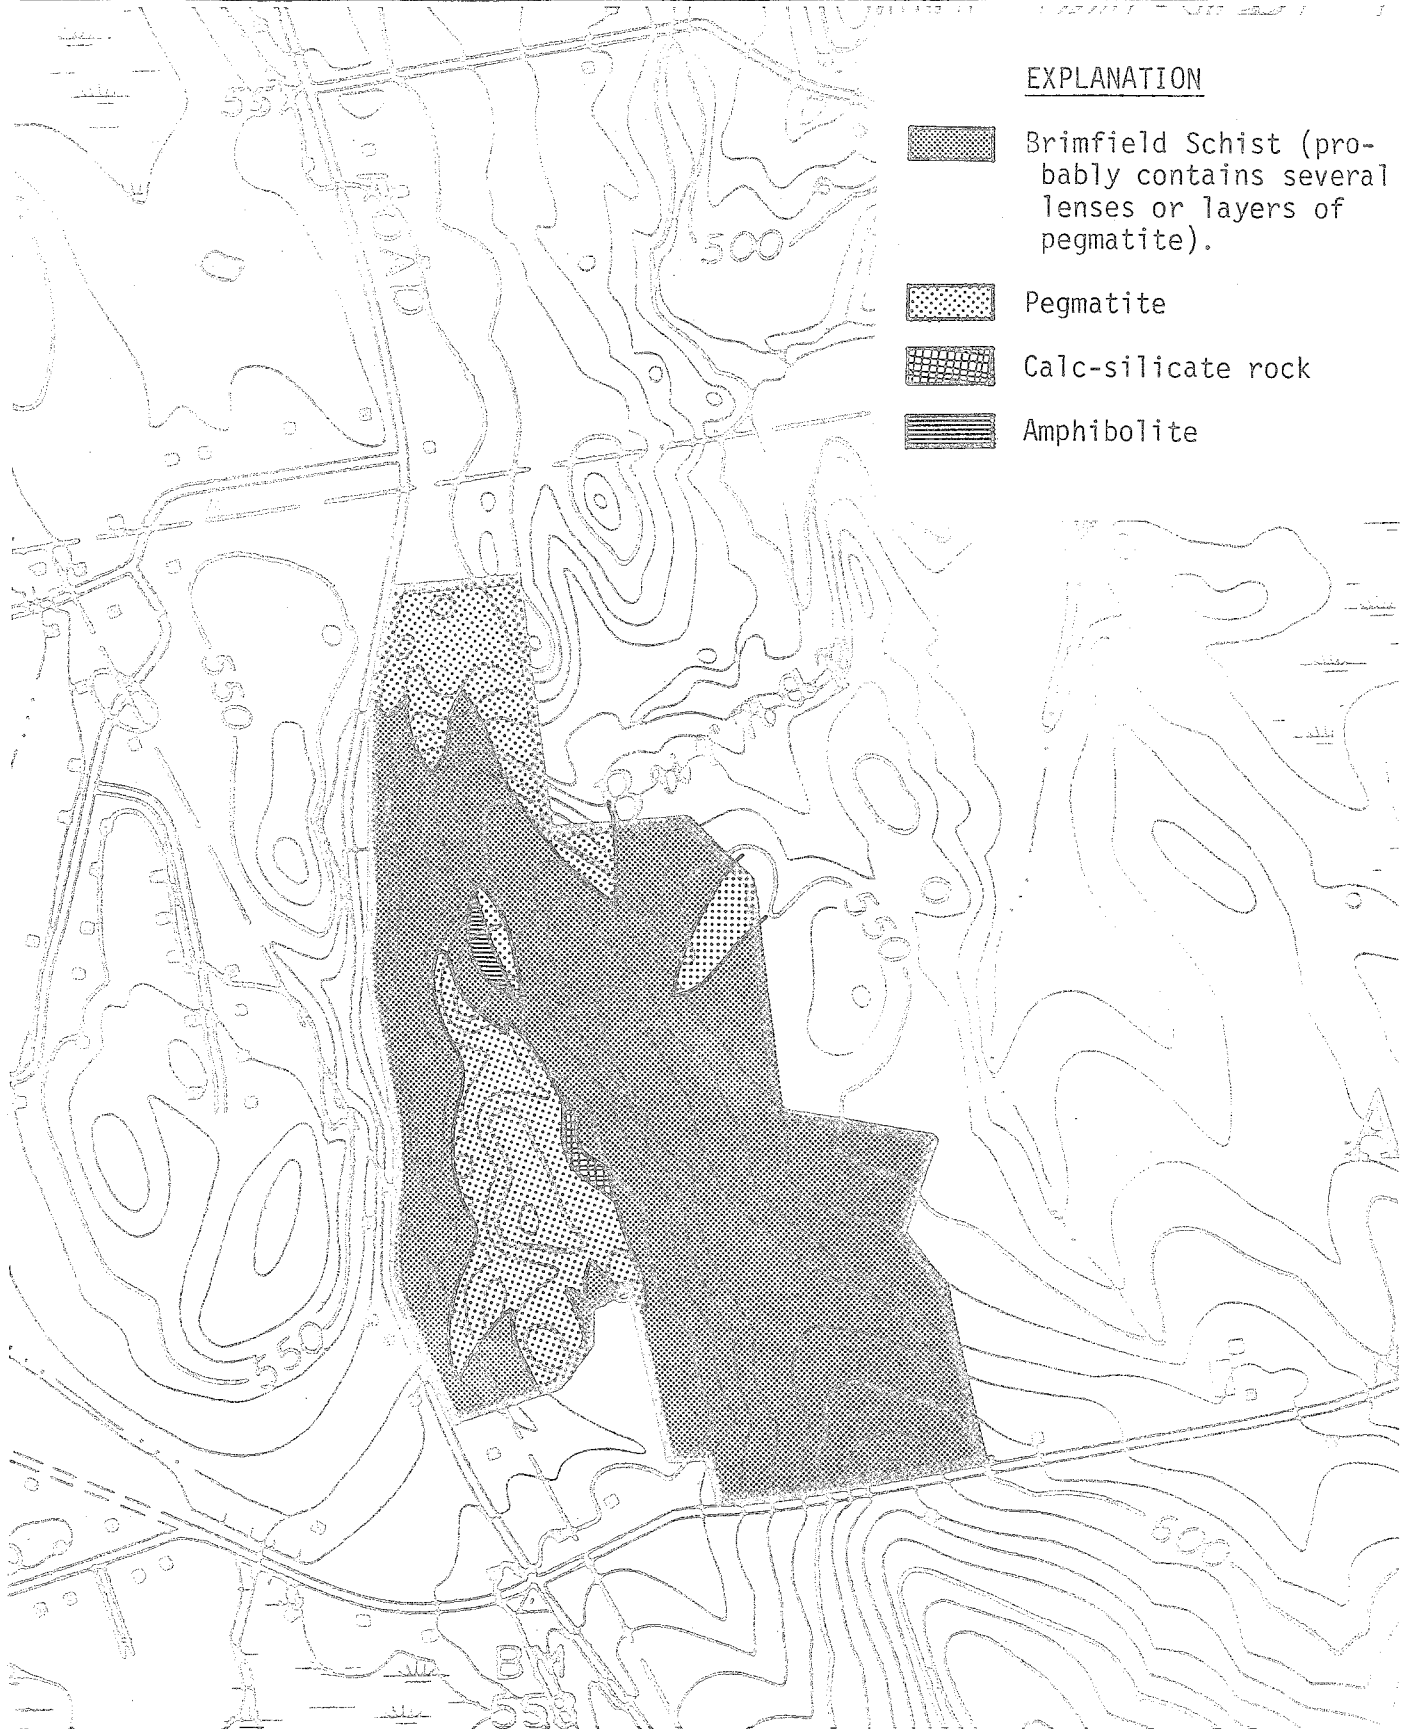 EXPLANATION
Brimfield Schist (pro-
bably contains several
lenses or layers of
pegmatite).
Pegmatite
Calc-silicate rock
Amphibolite
552
ROAD
500
550
550
550
600
BM
558